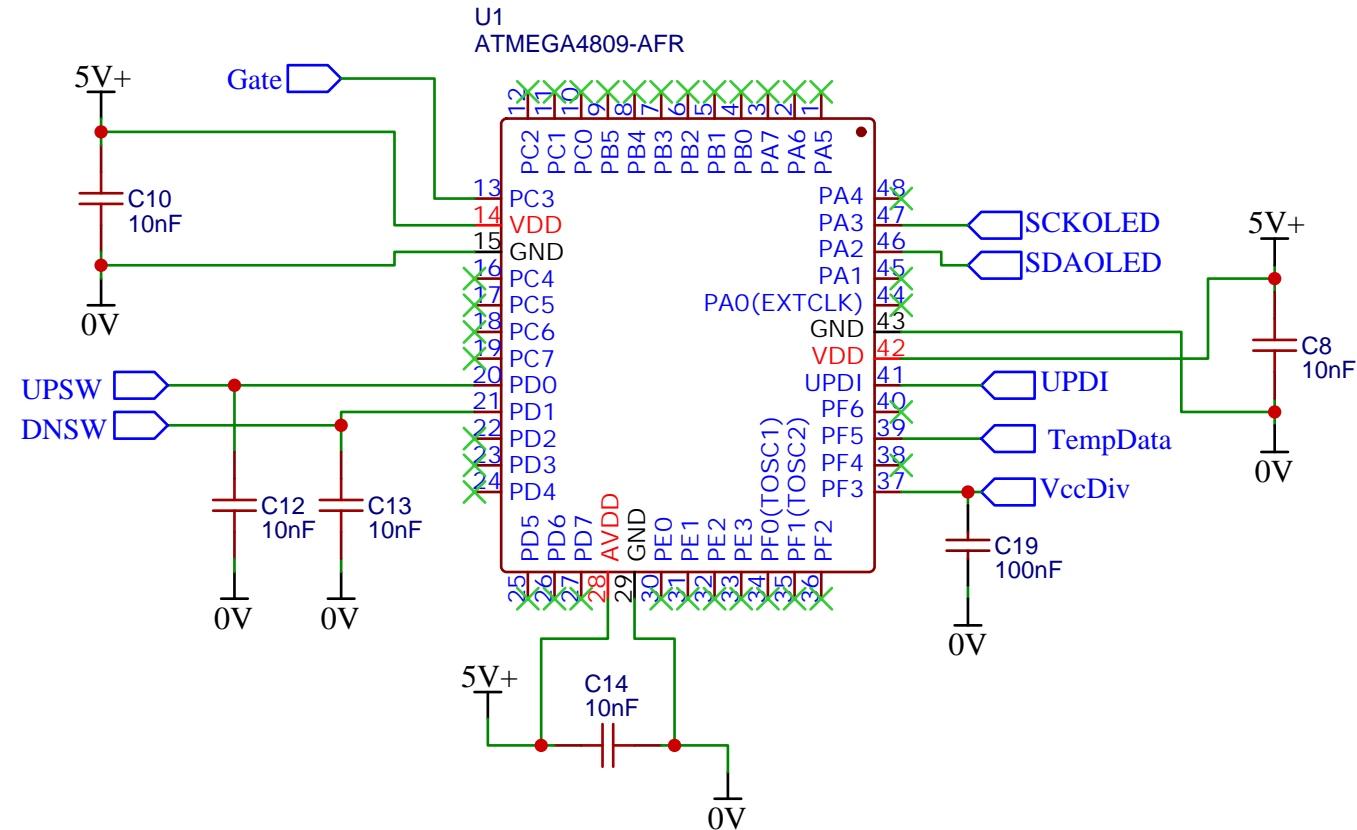 U1
ATMEGA4809-AFR
5V+
Gate
12
11
10
9
8
7
6
5
4
3
2
1
PC2
PC1
PC0
PB5
PB4
PB3
PB2
PB1
PB0
PA7
PA6
PA5
C10
10nF
0V
13 PC3
14 VDD
15 GND
16 PC4
17 PC5
18 PC6
19 PC7
UPSW
20 PD0
DNSW
21 PD1
22 PD2
23 PD3
24 PD4
PA4 48
PA3 47
SCKOLED
PA2 46
SDAOLED
PA1 45
PA0(EXTCLK) 44
GND 43
VDD 42
UPDI 41
UPDI
PF6 40
PF5 39
TempData
PF4 38
PF3 37
VccDiv
5V+
C8
10nF
0V
C12
10nF
0V
C13
10nF
0V
PD5
PD6
PD7
AVDD
GND
PE0
PE1
PE2
PE3
PF0(TOSC1)
PF1(TOSC2)
PF2
25
26
27
28
29
30
31
32
33
34
35
36
C19
100nF
0V
5V+
C14
10nF
0V